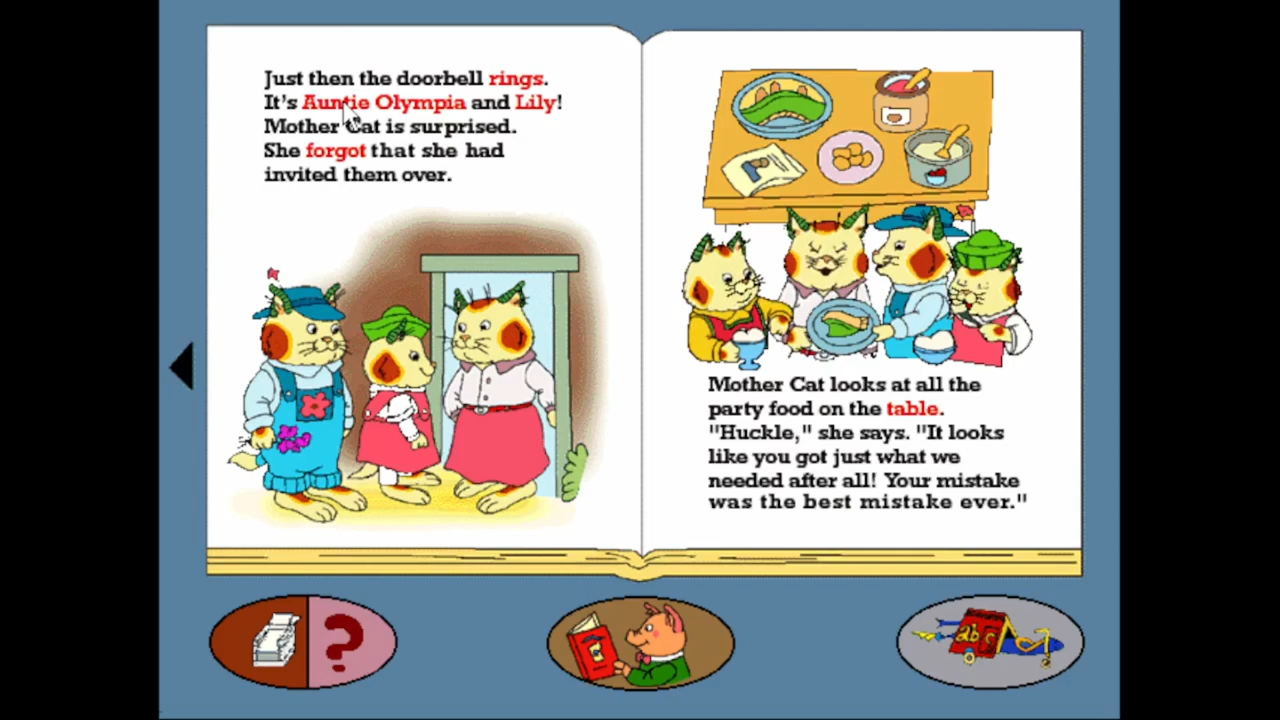 Just then the doorbell rings.
It's Auntie Olympia and Lily!
Mother Cat is surprised.
She forgot that she had
invited them over.
Mother Cat looks at all the
party food on the table.
"Huckle," she says. "It looks
like you got just what we
needed after all! Your mistake
was the best mistake ever."
?
abc